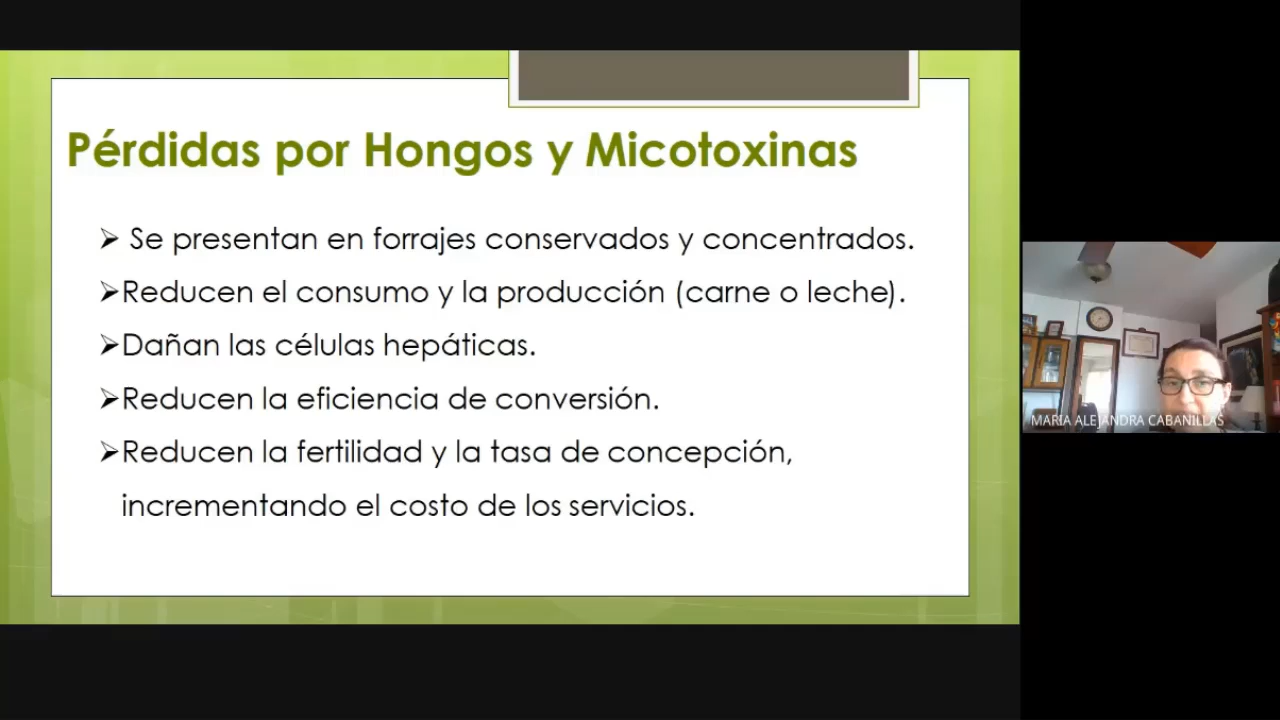 Pérdidas por Hongos y Micotoxinas
➢ Se presentan en forrajes conservados y concentrados.
➢Reducen el consumo y la producción (carne o leche).
➢Dañan las células hepáticas.
➢Reducen la eficiencia de conversión.
➢Reducen la fertilidad y la tasa de concepción,
incrementando el costo de los servicios.
MARIA ALEJANDRA CABANILLAS